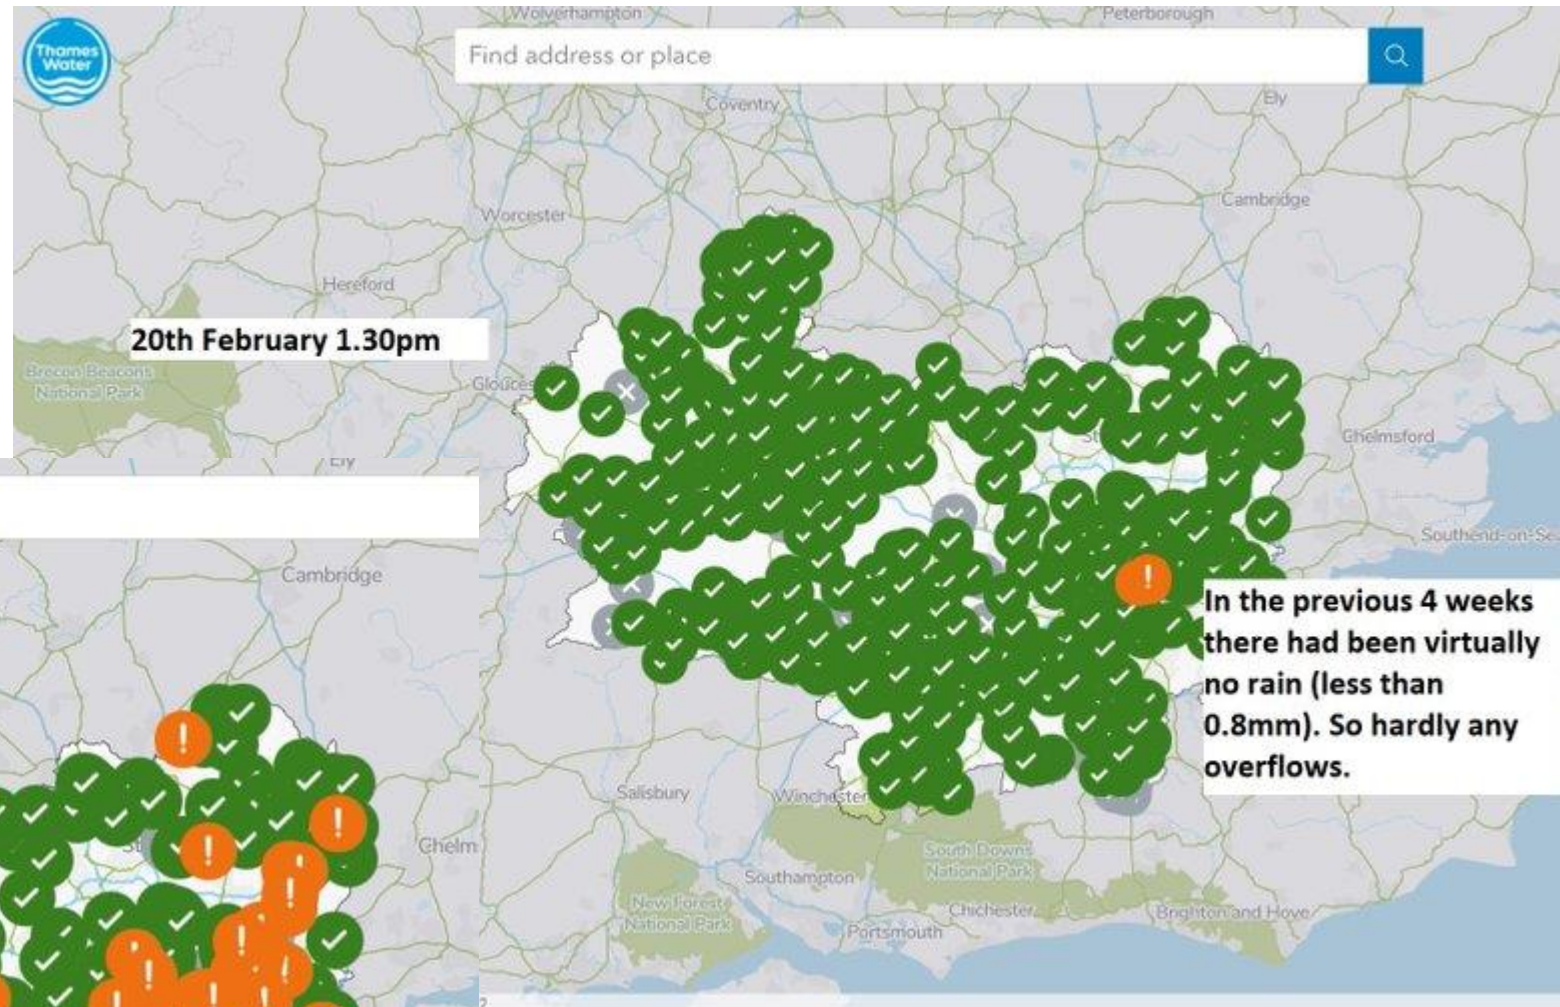 Wolverhampton
Peterborough
Thames
Water
Find address or place
Coventry
Ely
Cambridge
Worcester
Hereford
20th February 1.30pm
Brecon Beacons
National Park
Chelmsford
Ely
Southend-on-Se
Cambridge
In the previous 4 weeks
there had been virtually
no rain (less than
0.8mm). So hardly any
overflows.
Salisbury
Winchester
Chelm
South Downs
National Park
Southampton
New Forest
National Park
Chichester
Brighton and Hove
Portsmouth